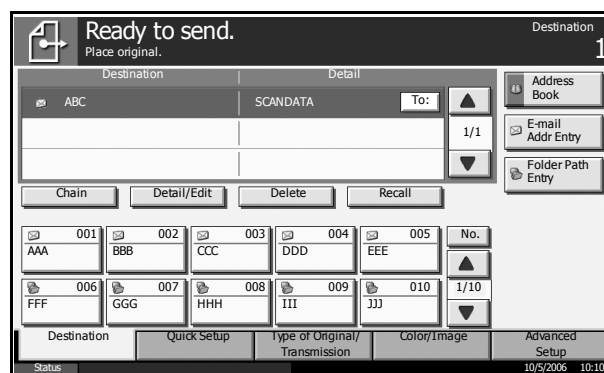 Ready to send.
Place original.
Destination
1
Destination Detail
ABC SCANDATA To:
1/1
Address
Book
E-mail
Addr Entry
Folder Path
Entry
Chain Detail/Edit Delete Recall
001 002 003 004 005 No.
AAA BBB CCC DDD EEE
006 007 008 009 010 1/10
FFF GGG HHH III JJJ
Destination Quick Setup Type of Original/
Transmission Color/Image Advanced
Setup
Status 10/5/2006 10:10